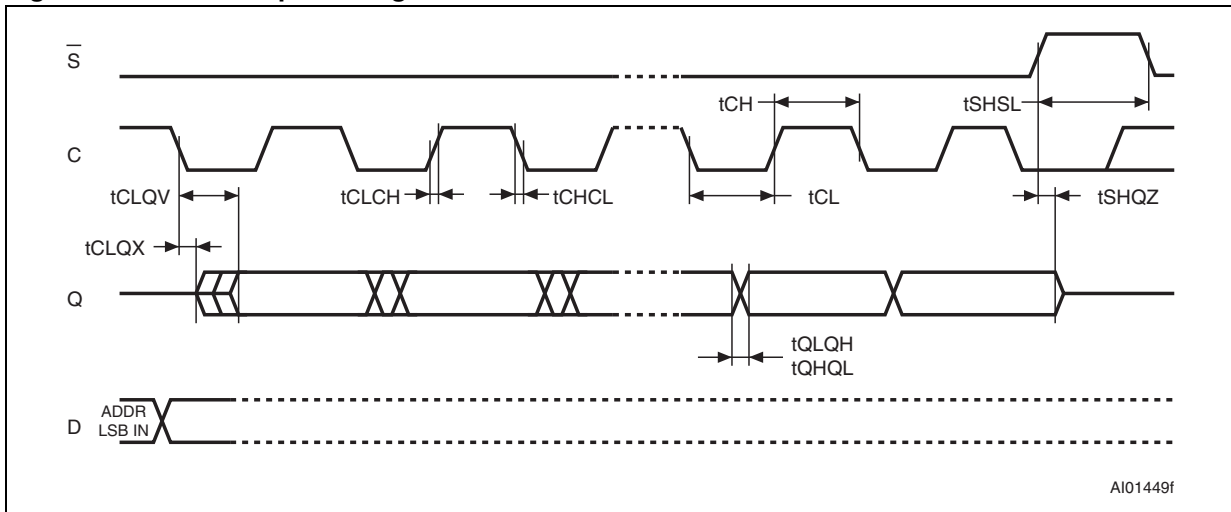 S
tCH
tSHSL
C
tCLQV
tCLCH
tCHCL
tCL
tSHQZ
tCLQX
Q
tQLQH
tQHQL
D
ADDR
LSB IN
AI01449f